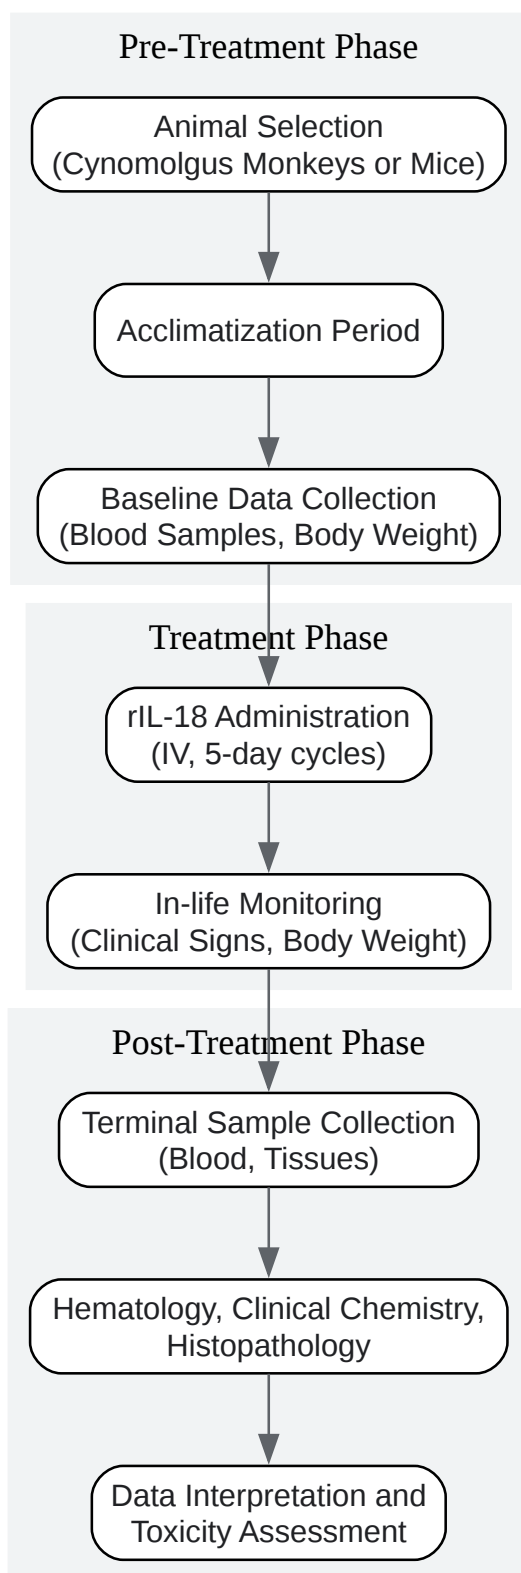 Pre-Treatment Phase
Animal Selection
(Cynomolgus Monkeys or Mice)
Acclimatization Period
Baseline Data Collection
(Blood Samples, Body Weight)
Treatment Phase
rIL-18 Administration
(IV, 5-day cycles)
In-life Monitoring
(Clinical Signs, Body Weight)
Post-Treatment Phase
Terminal Sample Collection
(Blood, Tissues)
Hematology, Clinical Chemistry,
Histopathology
Data Interpretation and
Toxicity Assessment